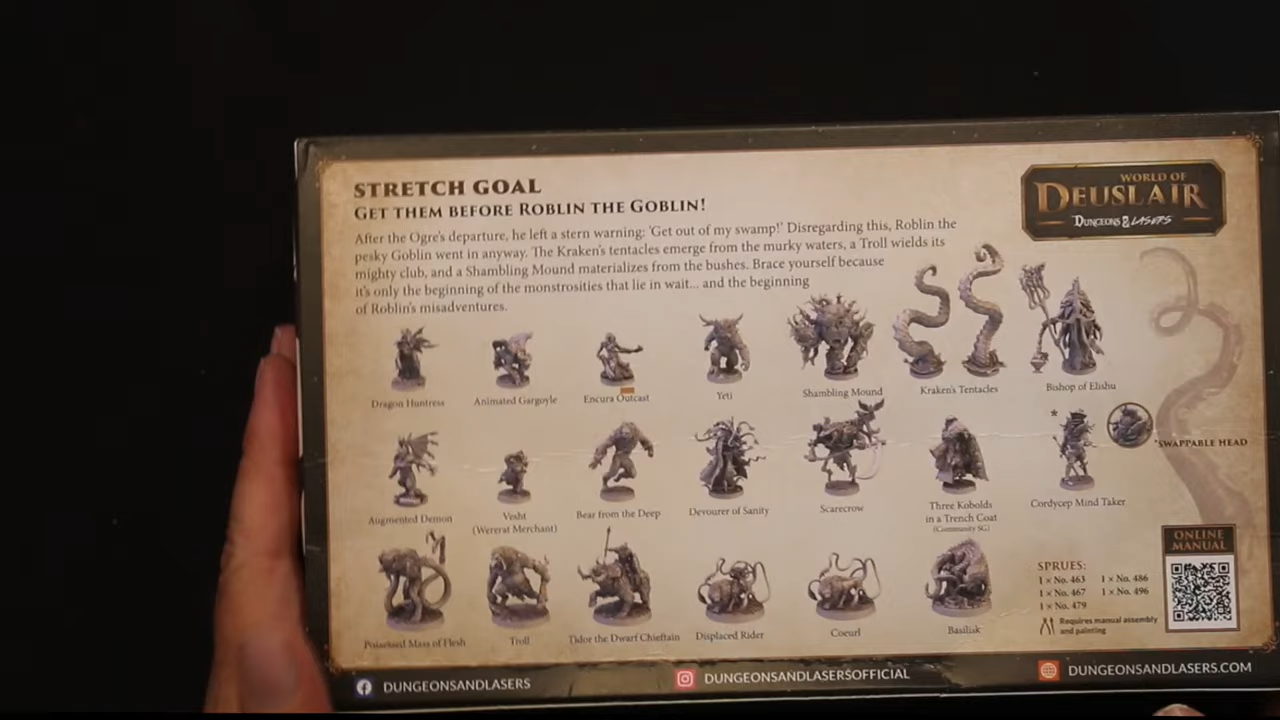 STRETCH GOAL
GET THEM BEFORE ROBLIN THE GOBLIN!
After the Ogre's departure, he left a stern warning: 'Get out of my swamp!' Disregarding this, Roblin the
pesky Goblin went in anyway. The Kraken's tentacles emerge from the murky waters, a Troll wields its
mighty club, and a Shambling Mound materializes from the bushes. Brace yourself because
it's only the beginning of the monstrosities that lie in wait... and the beginning
of Roblin's misadventures.
WORLD OF
DEUSLAIR
DUNGEONS & LASERS
Dragon Huntress
Animated Gargoyle
Encura Outcast
Yeti
Shambling Mound
Kraken's Tentacles
Bishop of Elishu
Augmented Demon
Vesht
(Wererat Merchant)
Bear from the Deep
Devourer of Sanity
Scarecrow
Three Kobolds
in a Trench Coat
(Community SG)
*
Cordycep Mind Taker
*SWAPPABLE HEAD
Mass of Flesh
Troll
Tidor the Dwarf Chieftain
Displaced Rider
Coeurl
Basilisk
SPRUES:
1 x No. 463 1 x No. 486
1 x No. 467 1 x No. 496
1 x No. 479
Requires manual assembly
and painting
ONLINE
MANUAL
DUNGEONSANDLASERS
DUNGEONSANDLASERSOFFICIAL
DUNGEONSANDLASERS.COM